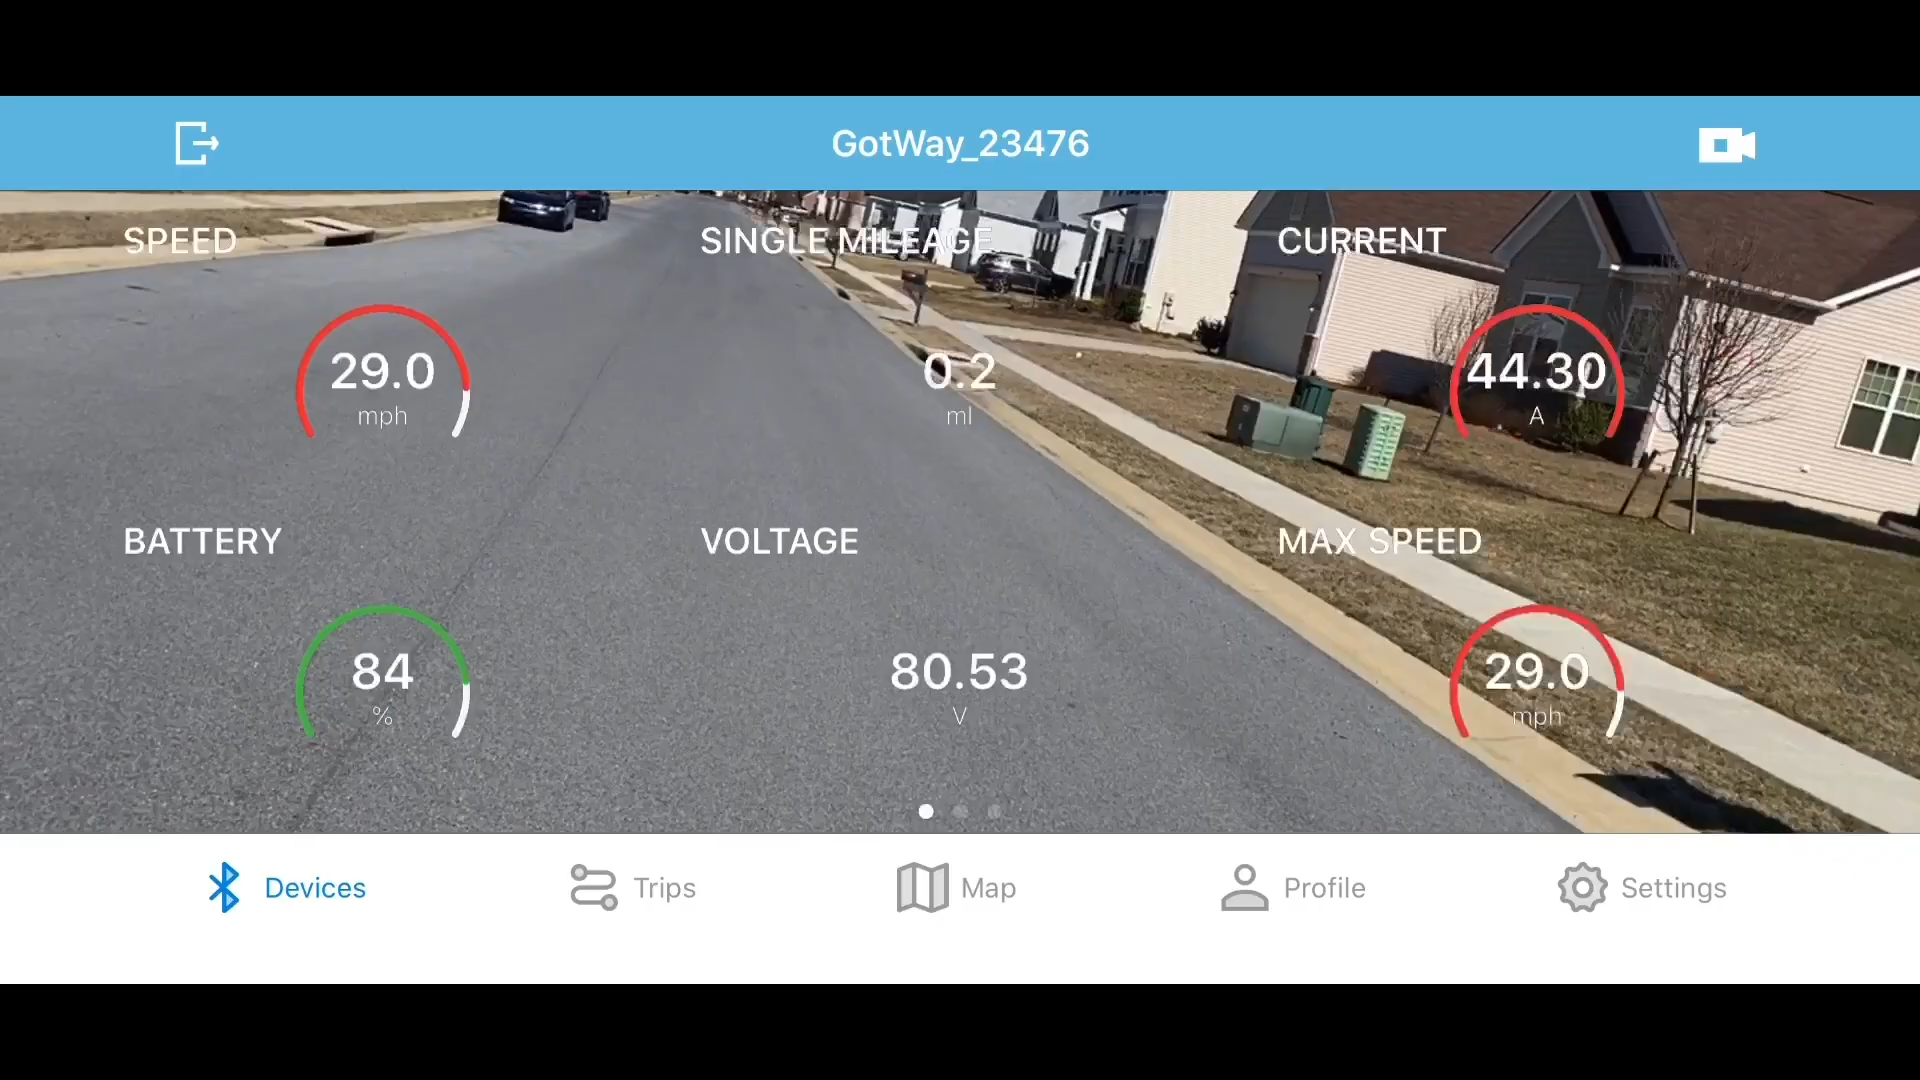 GotWay_23476
SPEED
SINGLE MILEAGE
CURRENT
29.0
mph
0.2
ml
44.30
A
BATTERY
VOLTAGE
MAX SPEED
84
%
80.53
V
29.0
mph
Devices
Trips
Map
Profile
Settings